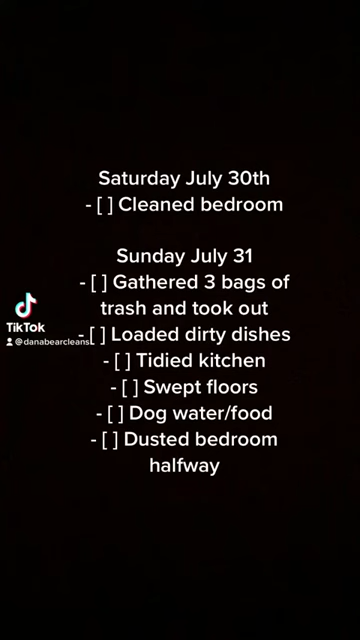 Saturday July 30th
- [ ] Cleaned bedroom
Sunday July 31
- [ ] Gathered 3 bags of
trash and took out
- [ ] Loaded dirty dishes
- [ ] Tidied kitchen
- [ ] Swept floors
- [ ] Dog water/food
- [ ] Dusted bedroom
halfway
TikTok
@danabearcleans